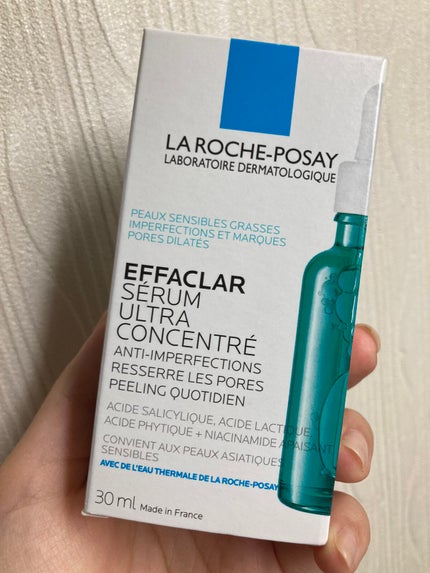 LA ROCHE-POSAY
LABORATOIRE DERMATOLOGIQUE
PEAUX SENSIBLES GRASSES
IMPERFECTIONS ET MARQUES
PORES DILATÉS
EFFACLAR
SÉRUM
ULTRA
CONCENTRÉ
ANTI-IMPERFECTIONS
RESSERRE LES PORES
PEELING QUOTIDIEN
ACIDE SALICYLIQUE, ACIDE LACTIQUE
ACIDE PHYTIQUE + NIACINAMIDE APAISANT
CONVIENT AUX PEAUX ASIATIQUES
SENSIBLES
AVEC DE L'EAU THERMALE DE LA ROCHE-POSAY
30 ml Made in France